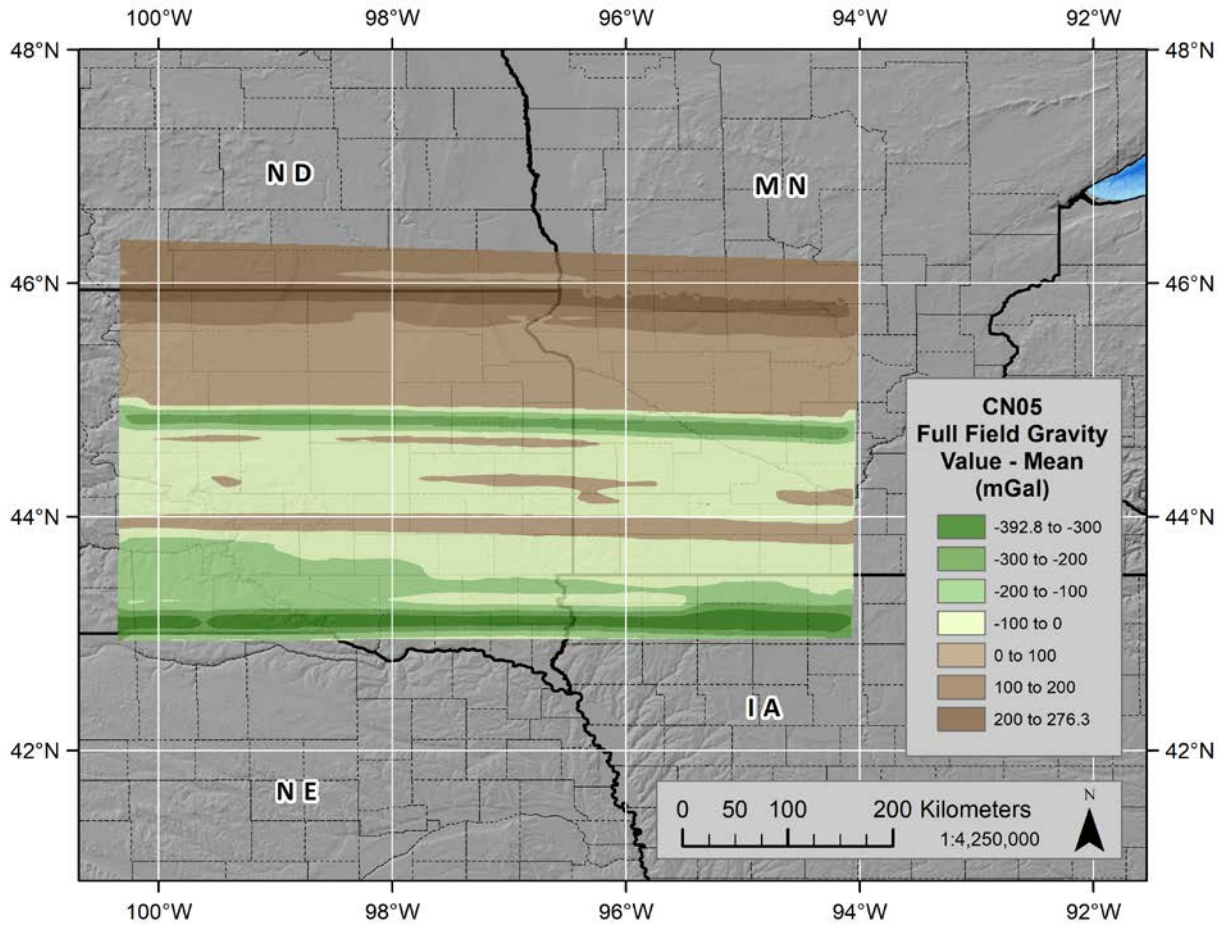 100°W 98°W 96°W 94°W 92°W
48°N 48°N
N D
M N
46°N 46°N
CN05
Full Field Gravity
Value - Mean
(mGal)
-392.8 to -300
-300 to -200
-200 to -100
-100 to 0
0 to 100
100 to 200
200 to 276.3
44°N 44°N
I A
42°N 42°N
N E
0 50 100 200 Kilometers
1:4,250,000
N
100°W 98°W 96°W 94°W 92°W